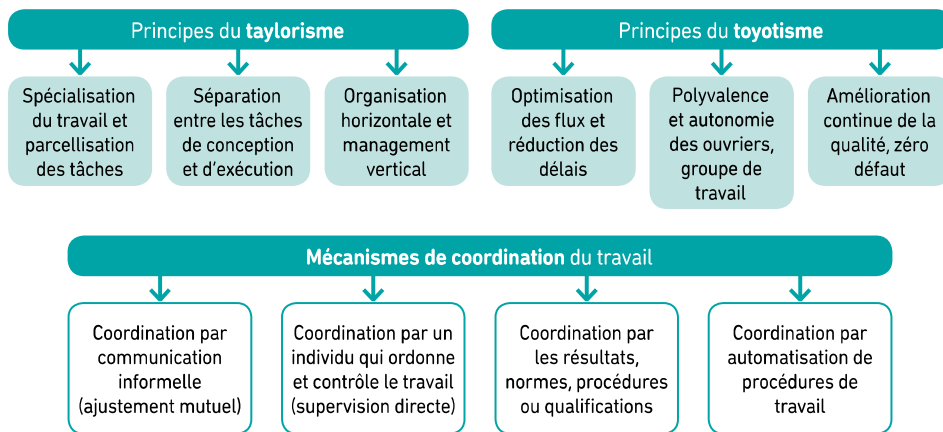 Principes du taylorisme
Spécialisation
du travail et
parcellisation
des tâches
Séparation
entre les tâches
de conception
et d'exécution
Organisation
horizontale et
management
vertical
Principes du toyotisme
Optimisation
des flux et
réduction des
délais
Polyvalence
et autonomie
des ouvriers,
groupe de
travail
Amélioration
continue de la
qualité, zéro
défaut
Mécanismes de coordination du travail
Coordination par
communication
informelle
(ajustement mutuel)
Coordination par un
individu qui ordonne
et contrôle le travail
(supervision directe)
Coordination par
les résultats,
normes, procédures
ou qualifications
Coordination par
automatisation de
procédures de
travail